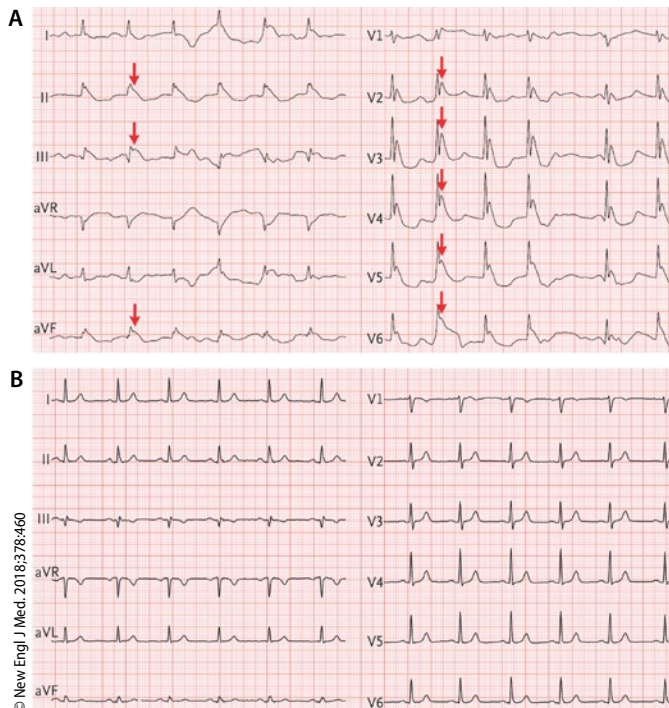 A
I
II
III
aVR
aVL
aVF
V1
V2
V3
V4
V5
V6
B
I
II
III
aVR
aVL
aVF
V1
V2
V3
V4
V5
V6
© New Engl J Med. 2018;378:460